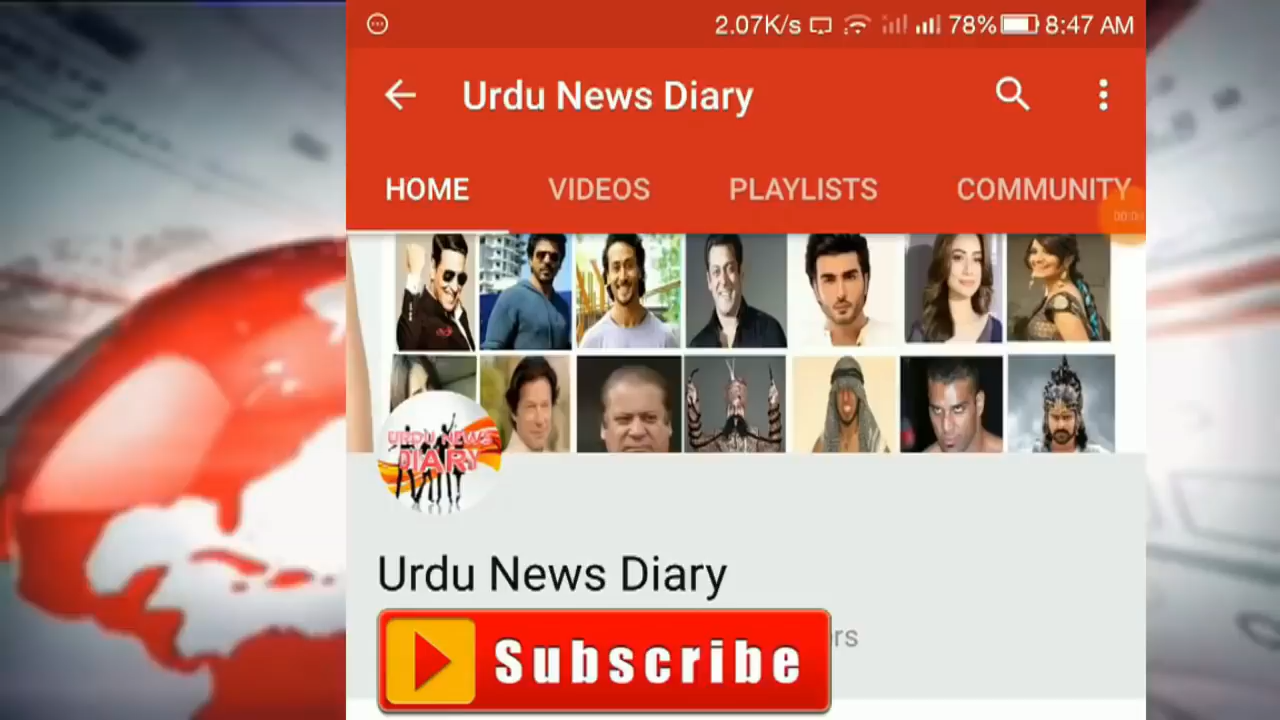 2.07K/s 78% 8:47 AM
Urdu News Diary
HOME VIDEOS PLAYLISTS COMMUNITY
URDU NEWS
DIARY
Urdu News Diary
Subscribe